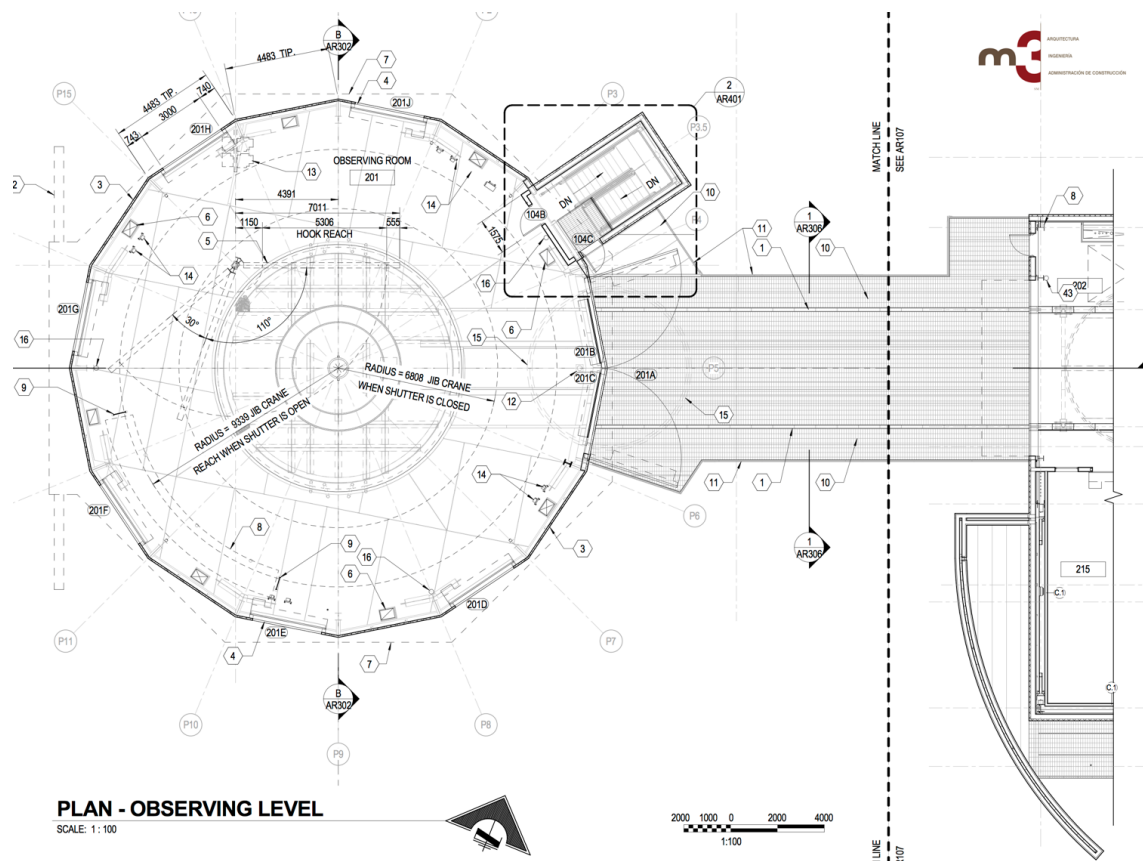 B
AR302
4483 TIP.
7
4
201J
4483 TIP.
740
3000
743
P15
201H
OBSERVING ROOM
201
13
2
AR401
P3
P3.5
m3
ARQUITECTURA
INGENIERÍA
ADMINISTRACIÓN DE CONSTRUCCIÓN
MATCH LINE
SEE AR107
2
3
6
5
14
4391
7011
1150
5306
555
HOOK REACH
14
1575
104B
DN
DN
104C
10
P4
1
AR306
11
1
10
8
43
202
16
6
201G
16
30°
110°
15
201B
201C
201A
P5
9
12
15
RADIUS = 6808 JIB CRANE
WHEN SHUTTER IS CLOSED
RADIUS = 9339 JIB CRANE
REACH WHEN SHUTTER IS OPEN
14
11
1
10
P6
201F
8
9
16
6
3
1
AR306
215
C.1
201D
201E
4
7
P11
P7
P10
P8
B
AR302
P9
C.1
PLAN - OBSERVING LEVEL
SCALE: 1 : 100
2000 1000 0 2000 4000
1:100